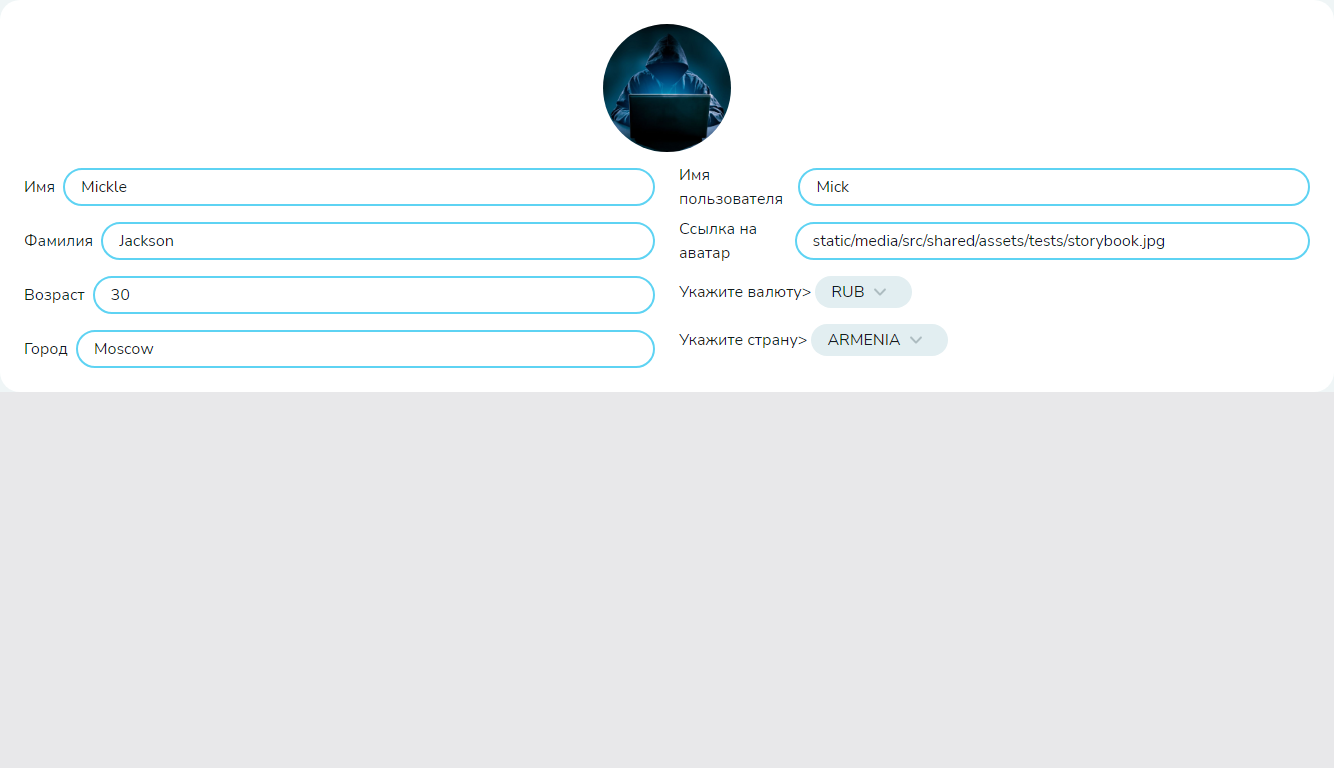 Имя Mickle
Фамилия Jackson
Возраст 30
Город Moscow
Имя
пользователя
Mick
Ссылка на
аватар
static/media/src/shared/assets/tests/storybook.jpg
Укажите валюту> RUB
Укажите страну> ARMENIA